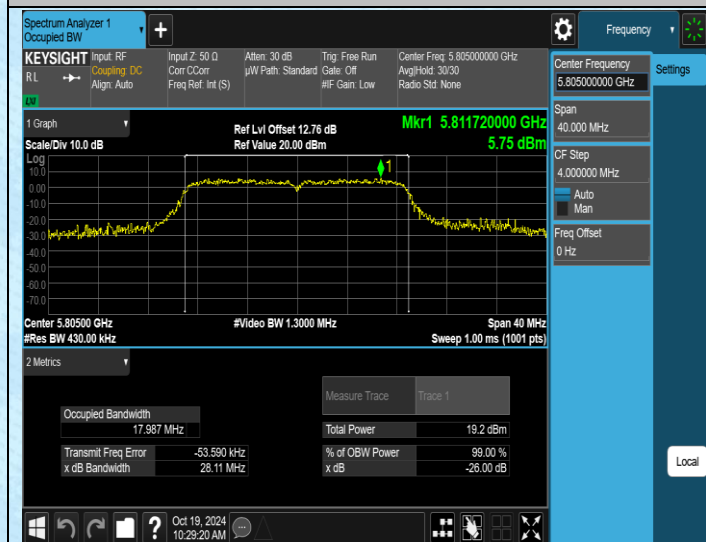 Spectrum Analyzer 1
Occupied BW
+
Frequency
KEYSIGHT
RL
LXI
Input: RF
Coupling: DC
Align: Auto
Input Z: 50 Ω
Corr CCorr
Freq Ref: Int (S)
Atten: 30 dB
µW Path: Standard
Trig: Free Run
Gate: Off
#IF Gain: Low
Center Freq: 5.805000000 GHz
Avg|Hold: 30/30
Radio Std: None
Center Frequency
5.805000000 GHz
Settings
Span
40.000 MHz
CF Step
4.000000 MHz
Auto
Man
Freq Offset
0 Hz
1 Graph
Scale/Div 10.0 dB
Ref Lvl Offset 12.76 dB
Ref Value 20.00 dBm
Mkr1 5.811720000 GHz
5.75 dBm
Log
10.0
0.00
-10.0
-20.0
-30.0
-40.0
-50.0
-60.0
-70.0
1
Center 5.80500 GHz
#Res BW 430.00 kHz
#Video BW 1.3000 MHz
Span 40 MHz
Sweep 1.00 ms (1001 pts)
2 Metrics
Measure Trace
Trace 1
Occupied Bandwidth
17.987 MHz
Total Power
19.2 dBm
Transmit Freq Error
-53.590 kHz
% of OBW Power
99.00 %
x dB Bandwidth
28.11 MHz
x dB
-26.00 dB
Local
?
Oct 19, 2024
10:29:20 AM